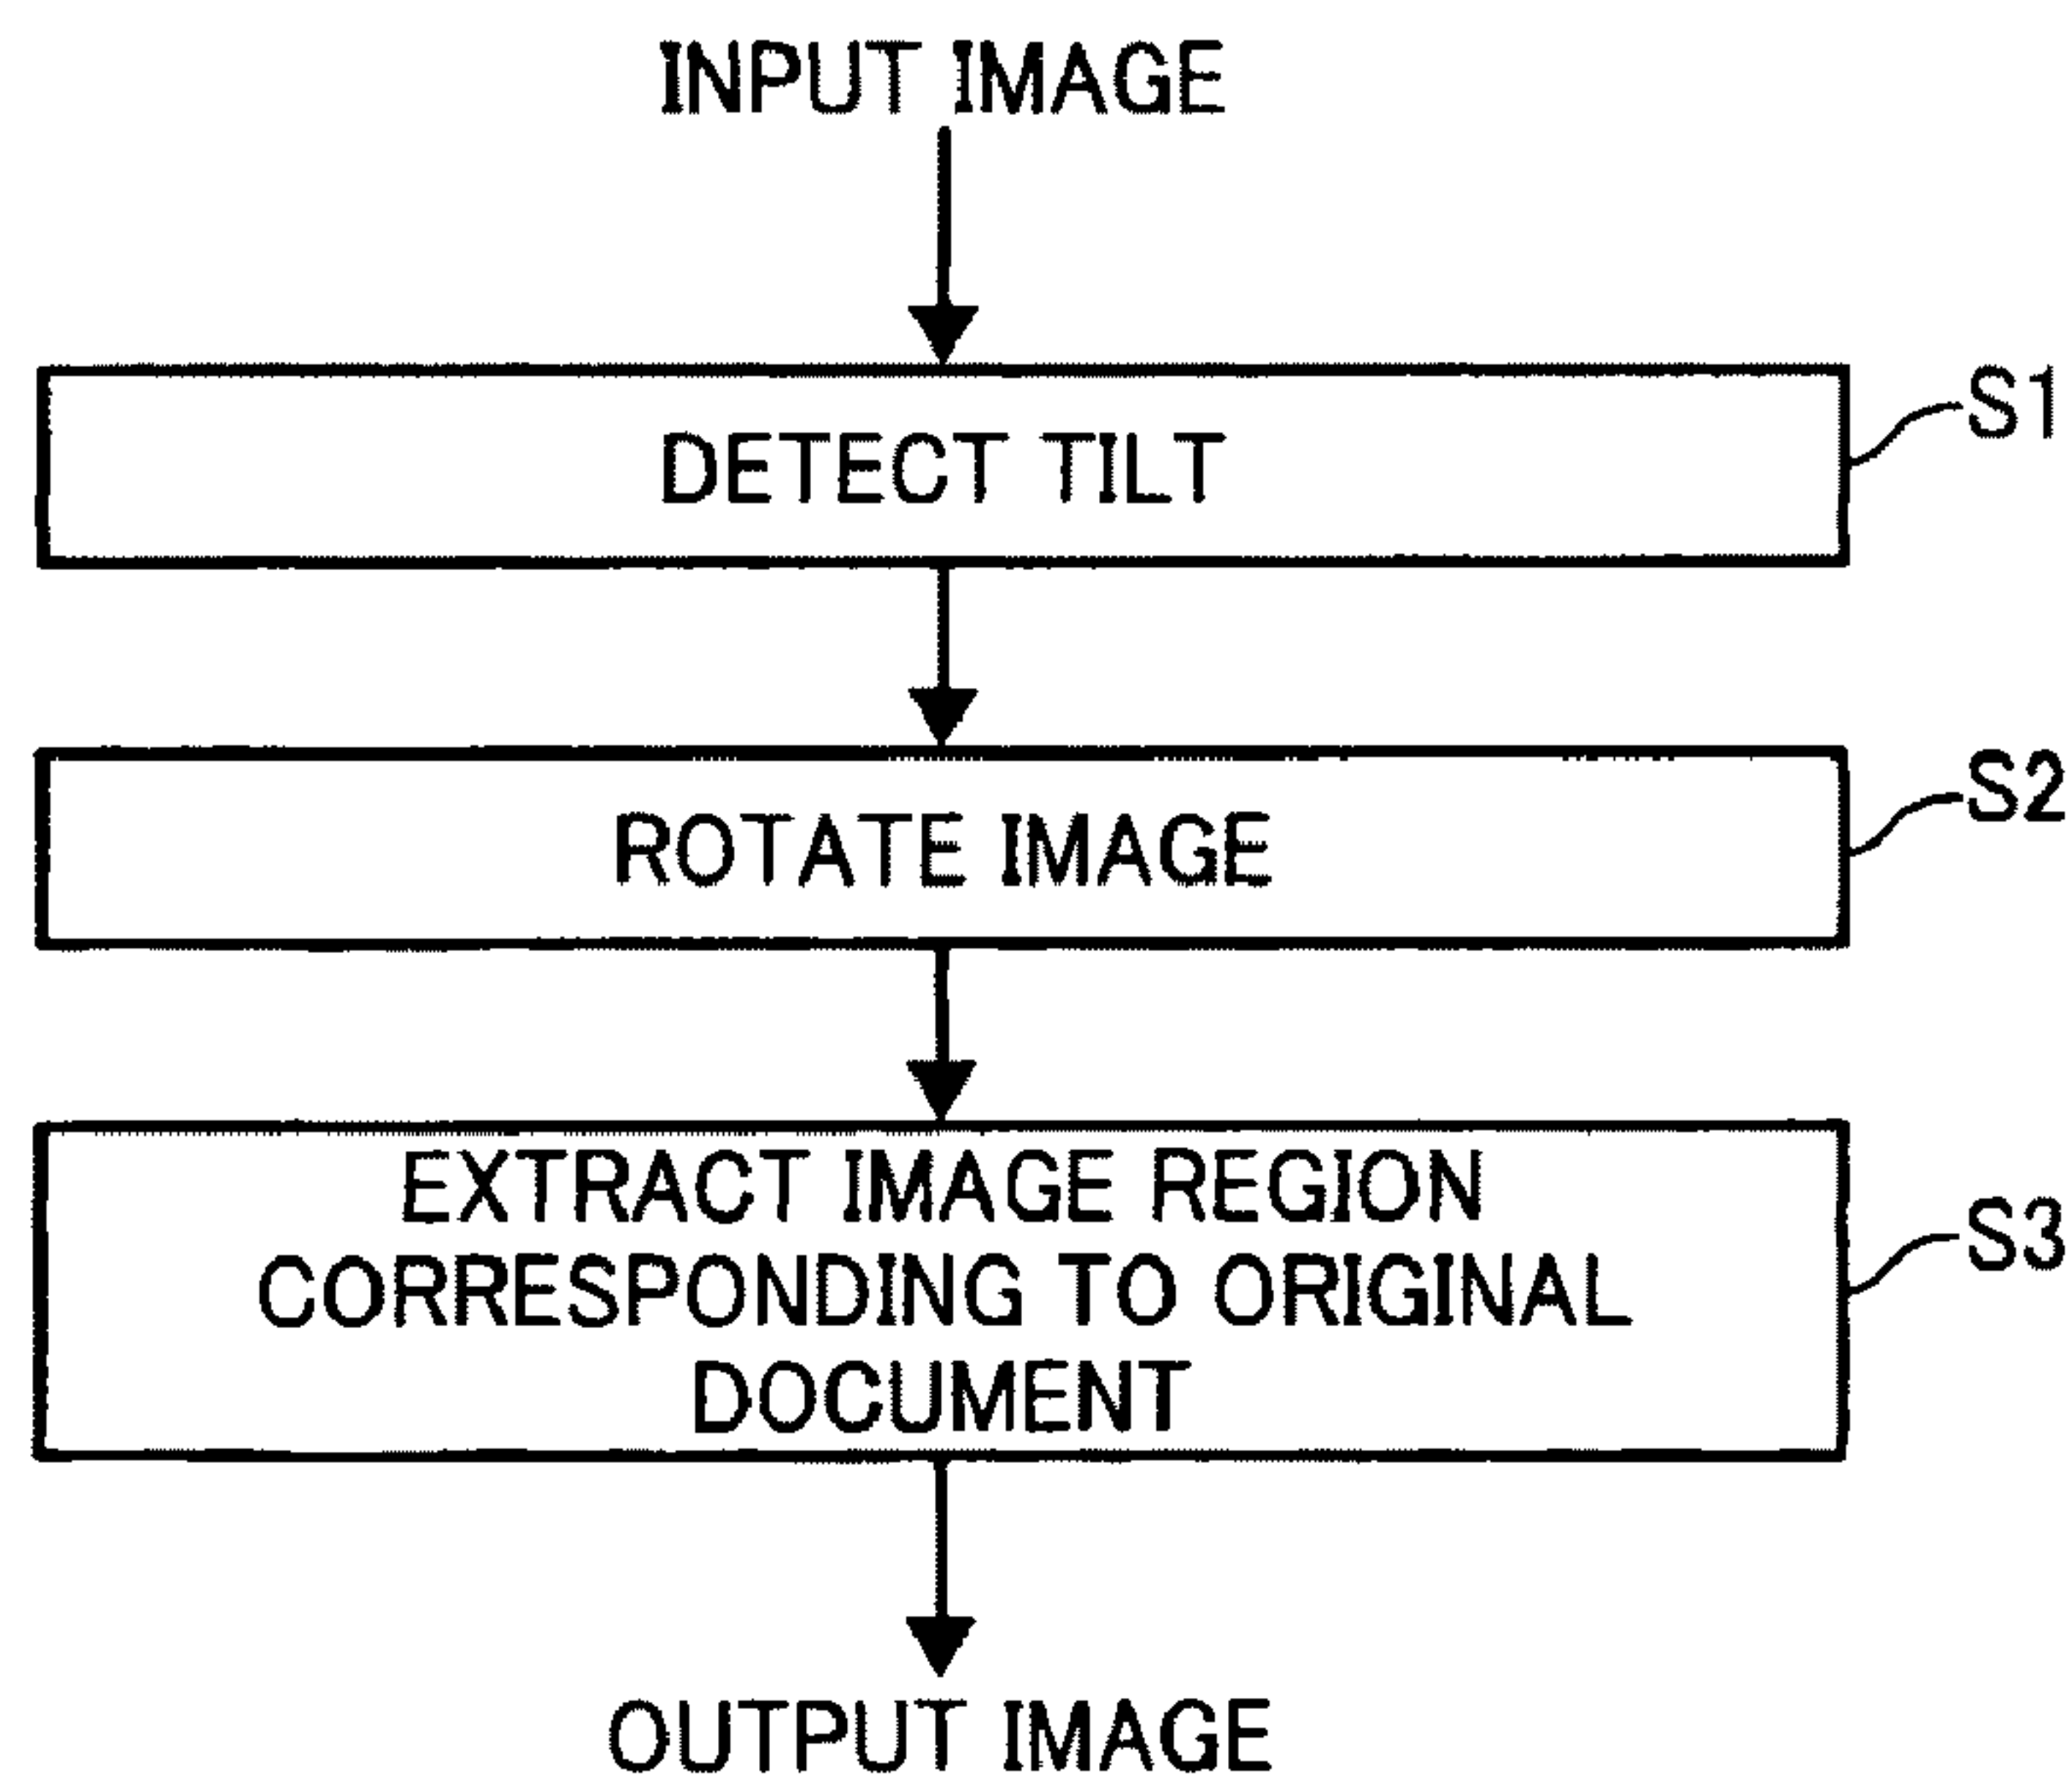 INPUT IMAGE
DETECT TILT
S1
ROTATE IMAGE
S2
EXTRACT IMAGE REGION
CORRESPONDING TO ORIGINAL
DOCUMENT
S3
OUTPUT IMAGE